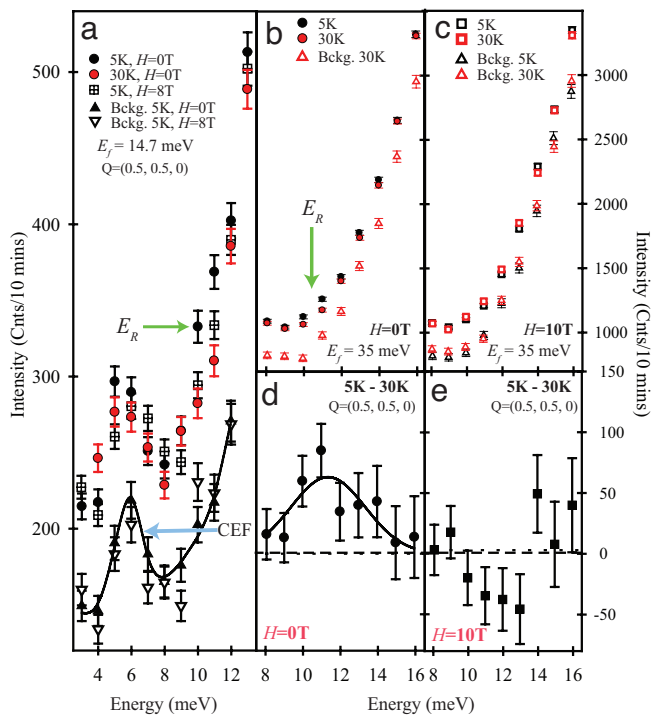 a
5K, H=0T
30K, H=0T
5K, H=8T
Bckg. 5K, H=0T
Bckg. 5K, H=8T
E_f = 14.7 meV
Q=(0.5, 0.5, 0)
E_R
CEF
500
400
300
200
Intensity (Cnts/10 mins)
4 6 8 10 12
Energy (meV)
b
5K
30K
Bckg. 30K
E_R
H=0T
E_f = 35 meV
c
5K
30K
Bckg. 5K
Bckg. 30K
H=10T
E_f = 35 meV
3000
2500
2000
1500
1000
Intensity (Cnts/10 mins)
d
5K - 30K
Q=(0.5, 0.5, 0)
H=0T
8 10 12 14 16
Energy (meV)
e
5K - 30K
Q=(0.5, 0.5, 0)
H=10T
150
100
50
0
-50
8 10 12 14 16
Energy (meV)